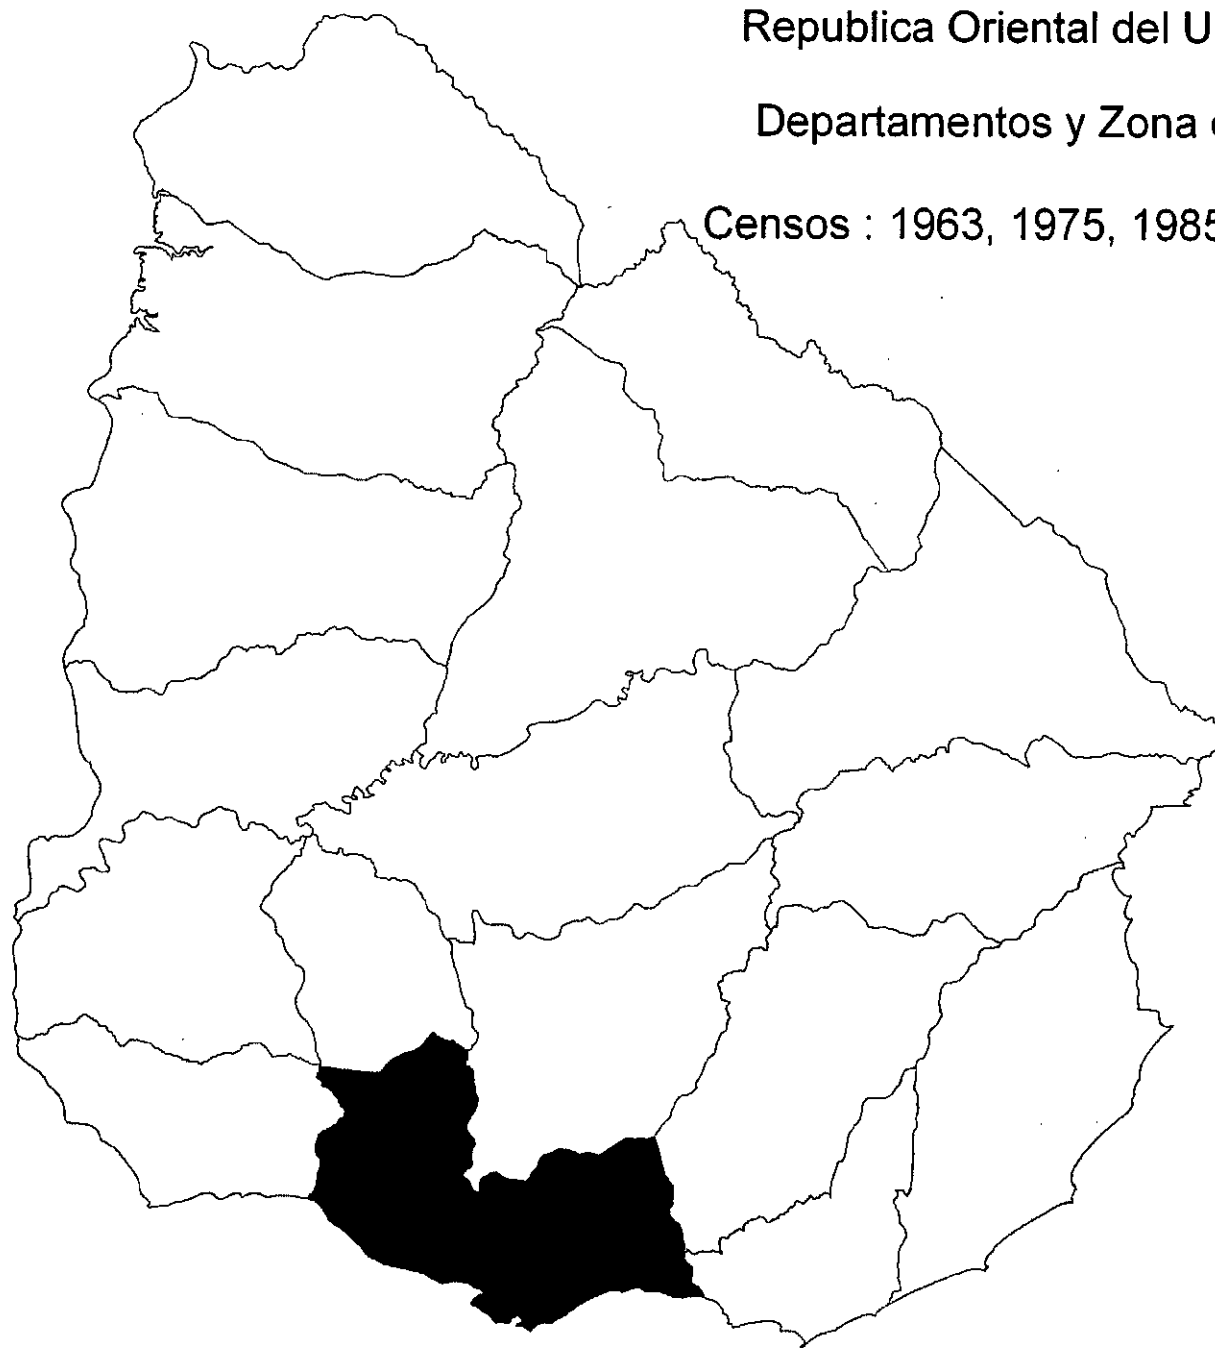 Republica Oriental del U
Departamentos y Zona
Censos : 1963, 1975, 1985